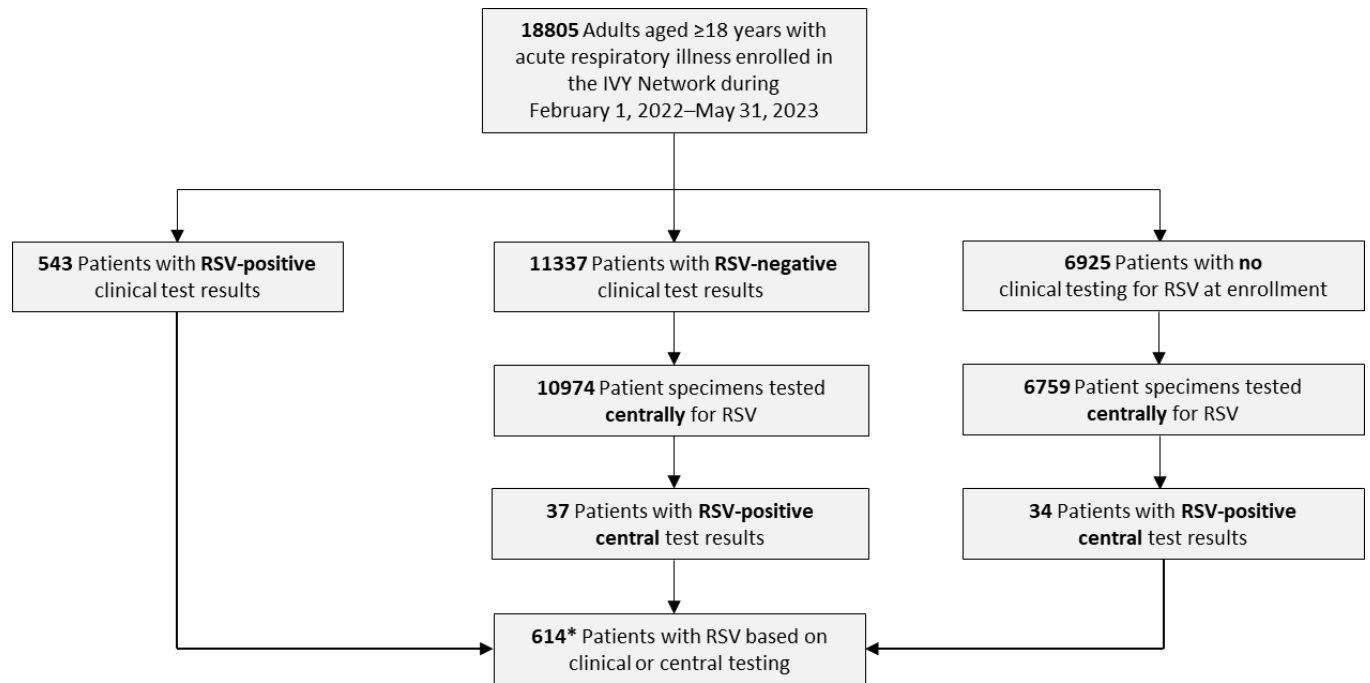 18805 Adults aged ≥18 years with
acute respiratory illness enrolled in
the IVY Network during
February 1, 2022–May 31, 2023
543 Patients with RSV-positive
clinical test results
11337 Patients with RSV-negative
clinical test results
6925 Patients with no
clinical testing for RSV at enrollment
10974 Patient specimens tested
centrally for RSV
6759 Patient specimens tested
centrally for RSV
37 Patients with RSV-positive
central test results
34 Patients with RSV-positive
central test results
614* Patients with RSV based on
clinical or central testing